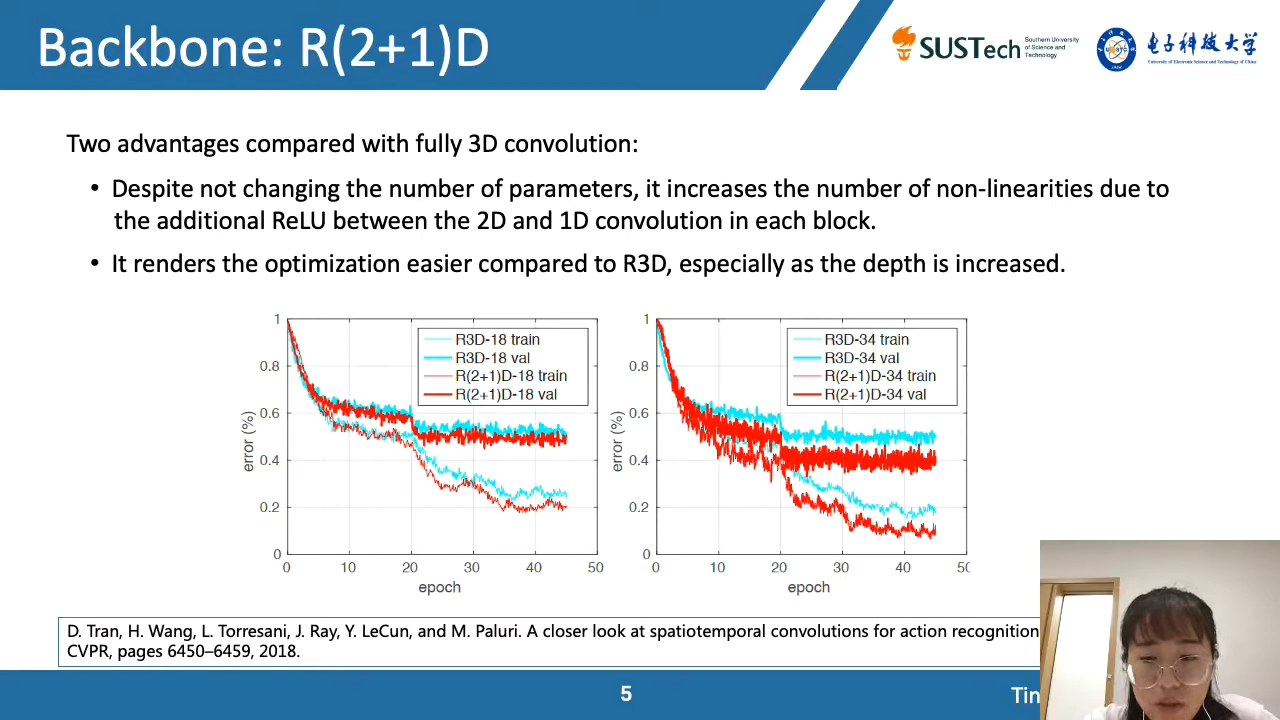 Backbone: R(2+1)D
SUSTech
Southern University
of Science and
Technology
电子科技大学
University of Electronic Science and Technology of China
Two advantages compared with fully 3D convolution:
• Despite not changing the number of parameters, it increases the number of non-linearities due to
the additional ReLU between the 2D and 1D convolution in each block.
• It renders the optimization easier compared to R3D, especially as the depth is increased.
1
0.8
0.6
0.4
0.2
0
error (%)
R3D-18 train
R3D-18 val
R(2+1)D-18 train
R(2+1)D-18 val
0 10 20 30 40 50
epoch
1
0.8
0.6
0.4
0.2
0
error (%)
R3D-34 train
R3D-34 val
R(2+1)D-34 train
R(2+1)D-34 val
0 10 20 30 40 50
epoch
D. Tran, H. Wang, L. Torresani, J. Ray, Y. LeCun, and M. Paluri. A closer look at spatiotemporal convolutions for action recognition
CVPR, pages 6450–6459, 2018.
5